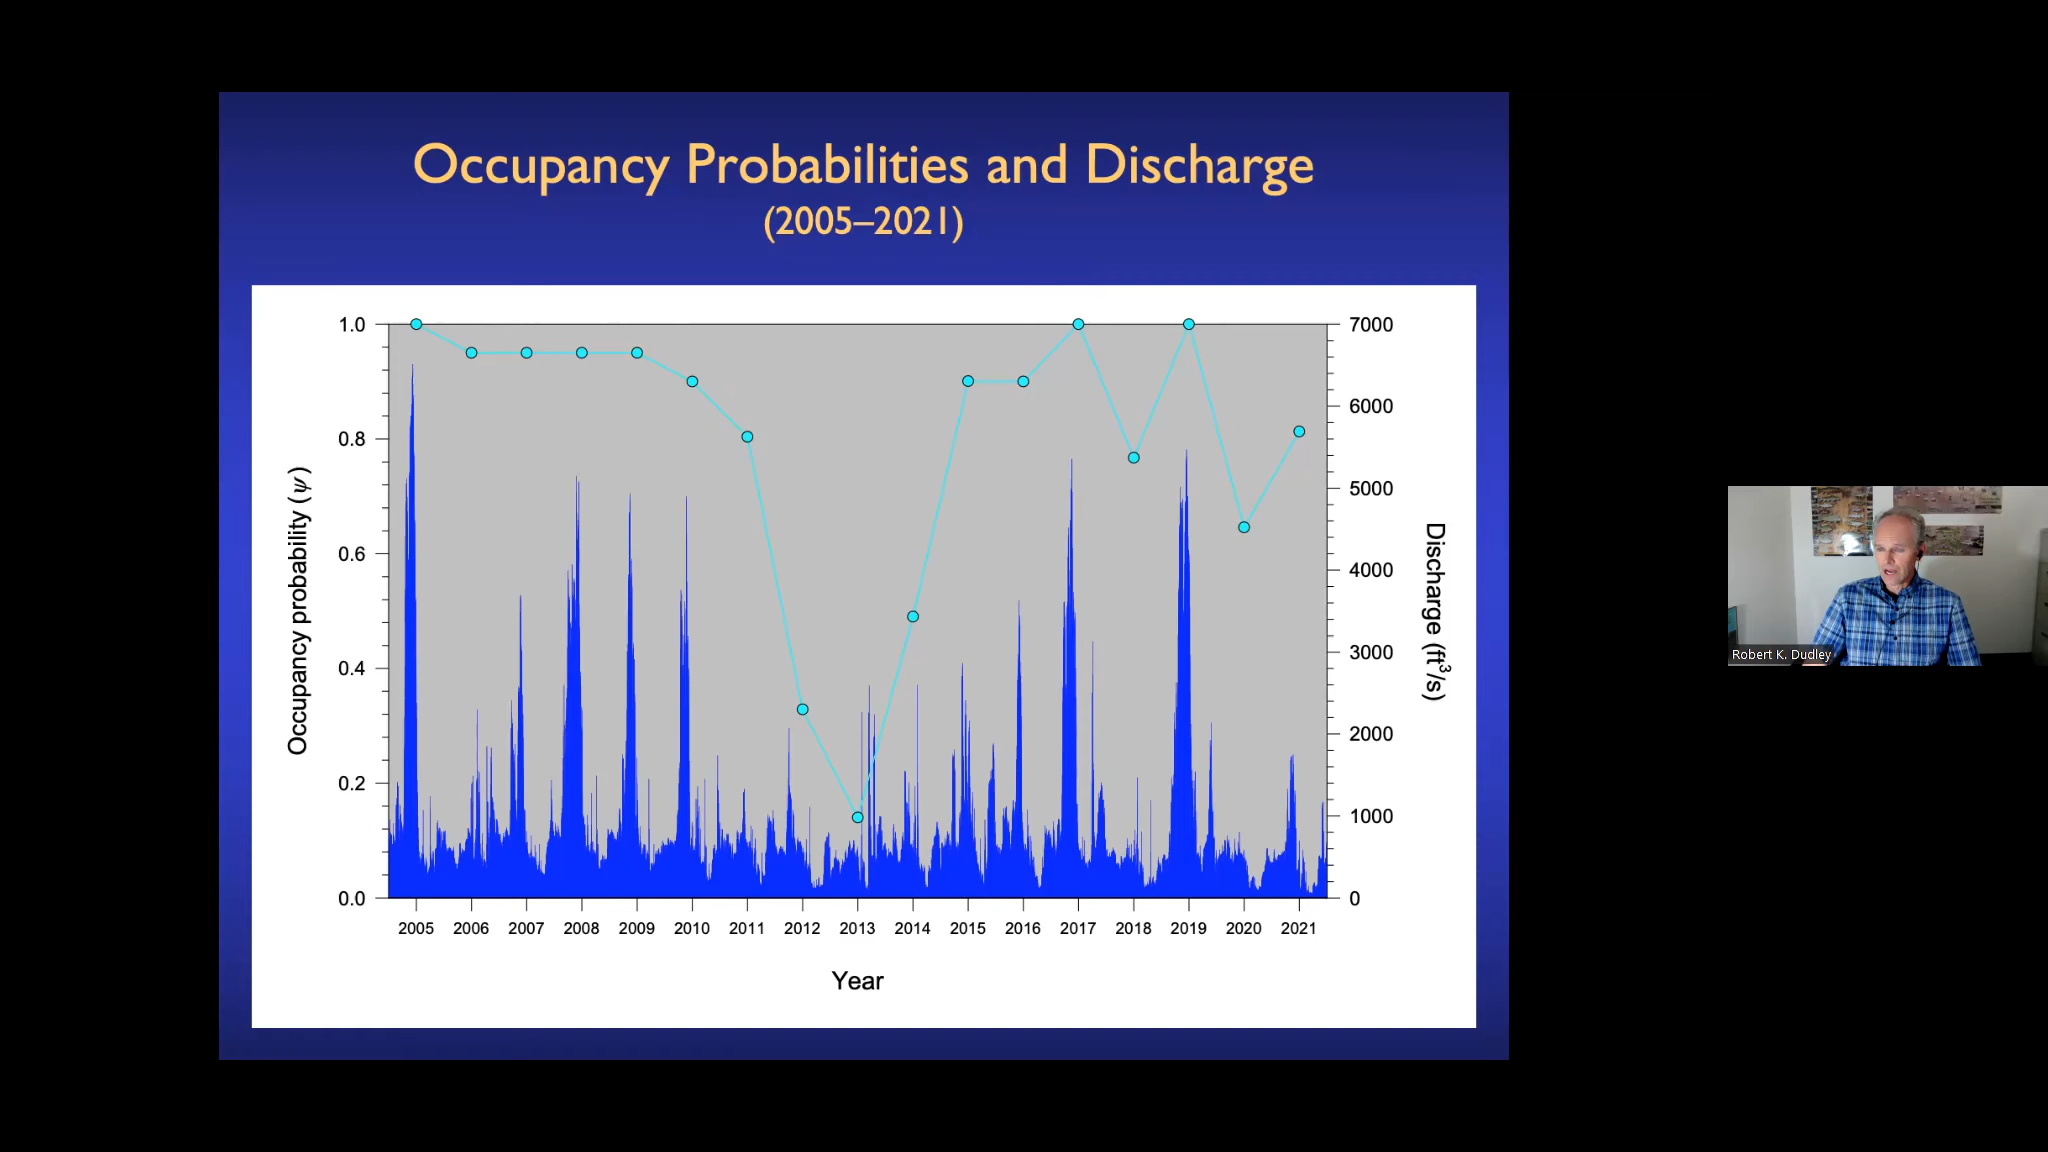 Occupancy Probabilities and Discharge
(2005–2021)
Occupancy probability (ψ)
1.0
0.8
0.6
0.4
0.2
0.0
7000
6000
5000
4000
3000
2000
1000
0
Discharge (ft³/s)
2005 2006 2007 2008 2009 2010 2011 2012 2013 2014 2015 2016 2017 2018 2019 2020 2021
Year
Robert K. Dudley